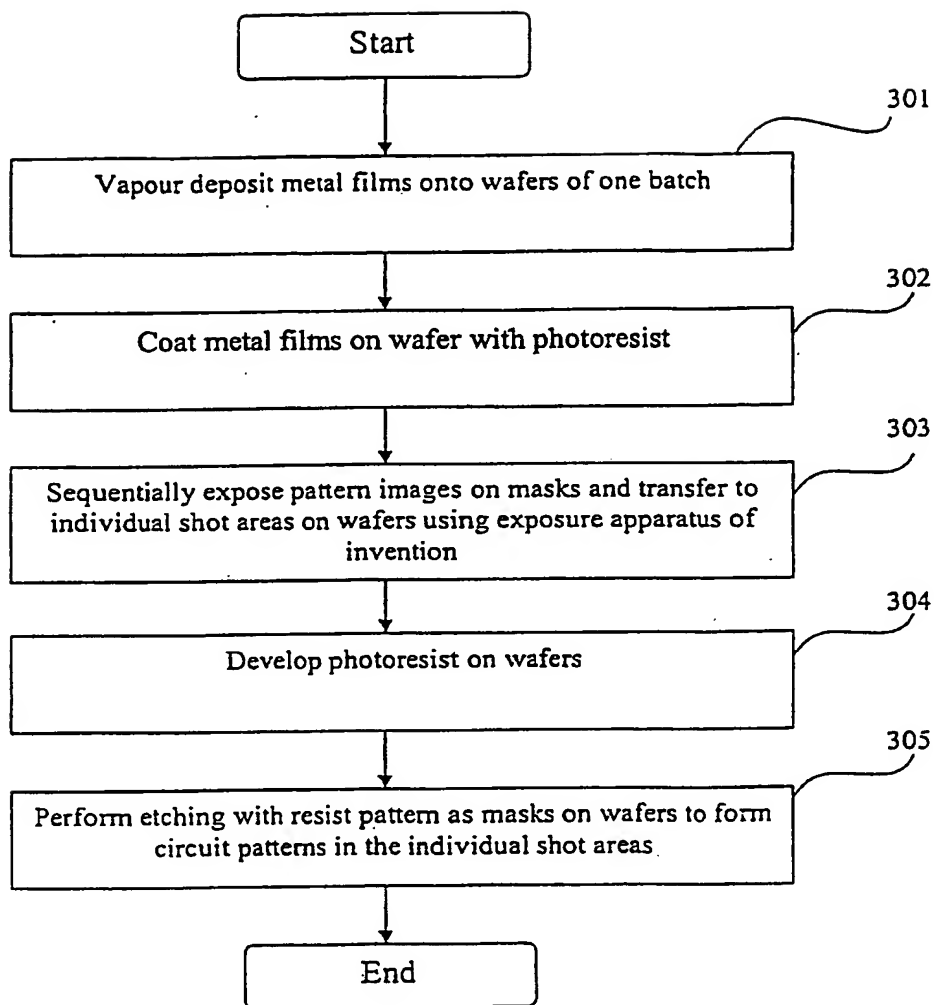 Start
301
Vapour deposit metal films onto wafers of one batch
302
Coat metal films on wafer with photoresist
303
Sequentially expose pattern images on masks and transfer to
individual shot areas on wafers using exposure apparatus of
invention
304
Develop photoresist on wafers
305
Perform etching with resist pattern as masks on wafers to form
circuit patterns in the individual shot areas
End